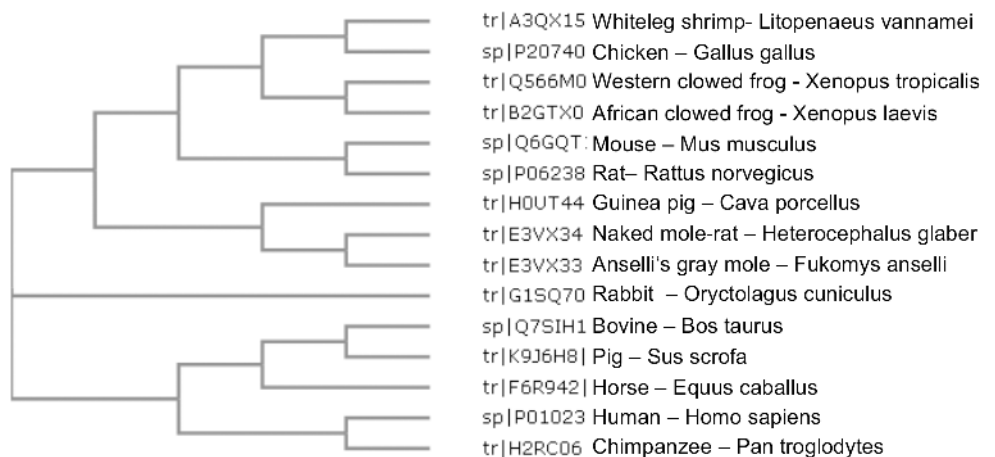 tr|A3QX15 Whiteleg shrimp- Litopenaeus vannamei
sp|P20740 Chicken – Gallus gallus
tr|Q566M0 Western clowed frog - Xenopus tropicalis
tr|B2GTX0 African clowed frog - Xenopus laevis
sp|Q6GQT: Mouse – Mus musculus
sp|P06238 Rat– Rattus norvegicus
tr|H0UT44 Guinea pig – Cava porcellus
tr|E3VX34 Naked mole-rat – Heterocephalus glaber
tr|E3VX33 Anselli's gray mole – Fukomys anselli
tr|G1SQ70 Rabbit – Oryctolagus cuniculus
sp|Q7SIH1 Bovine – Bos taurus
tr|K9J6H8| Pig – Sus scrofa
tr|F6R942| Horse – Equus caballus
sp|P01023 Human – Homo sapiens
tr|H2RC06 Chimpanzee – Pan troglodytes